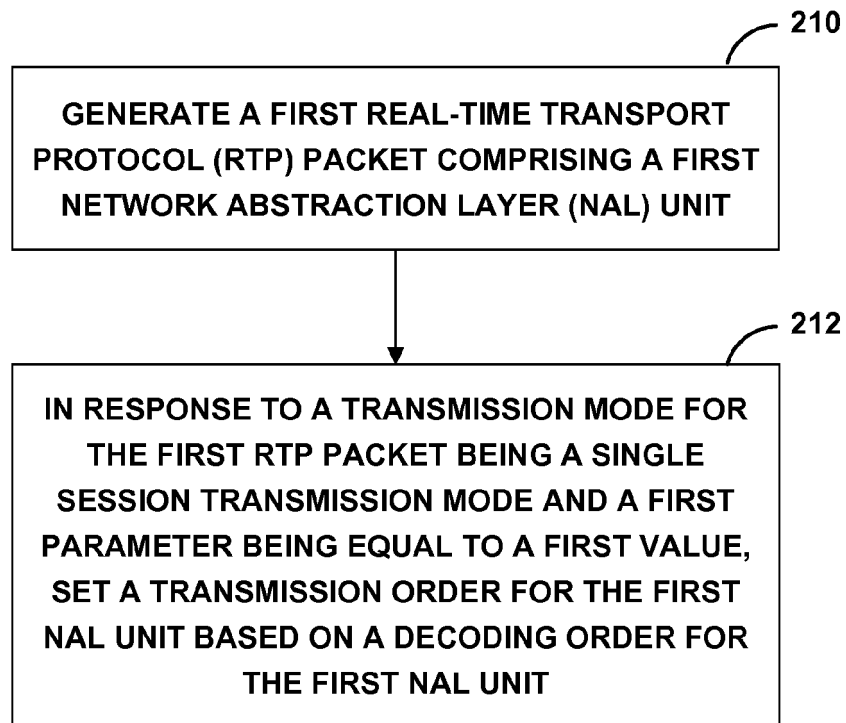 210
GENERATE A FIRST REAL-TIME TRANSPORT
PROTOCOL (RTP) PACKET COMPRISING A FIRST
NETWORK ABSTRACTION LAYER (NAL) UNIT
212
IN RESPONSE TO A TRANSMISSION MODE FOR
THE FIRST RTP PACKET BEING A SINGLE
SESSION TRANSMISSION MODE AND A FIRST
PARAMETER BEING EQUAL TO A FIRST VALUE,
SET A TRANSMISSION ORDER FOR THE FIRST
NAL UNIT BASED ON A DECODING ORDER FOR
THE FIRST NAL UNIT